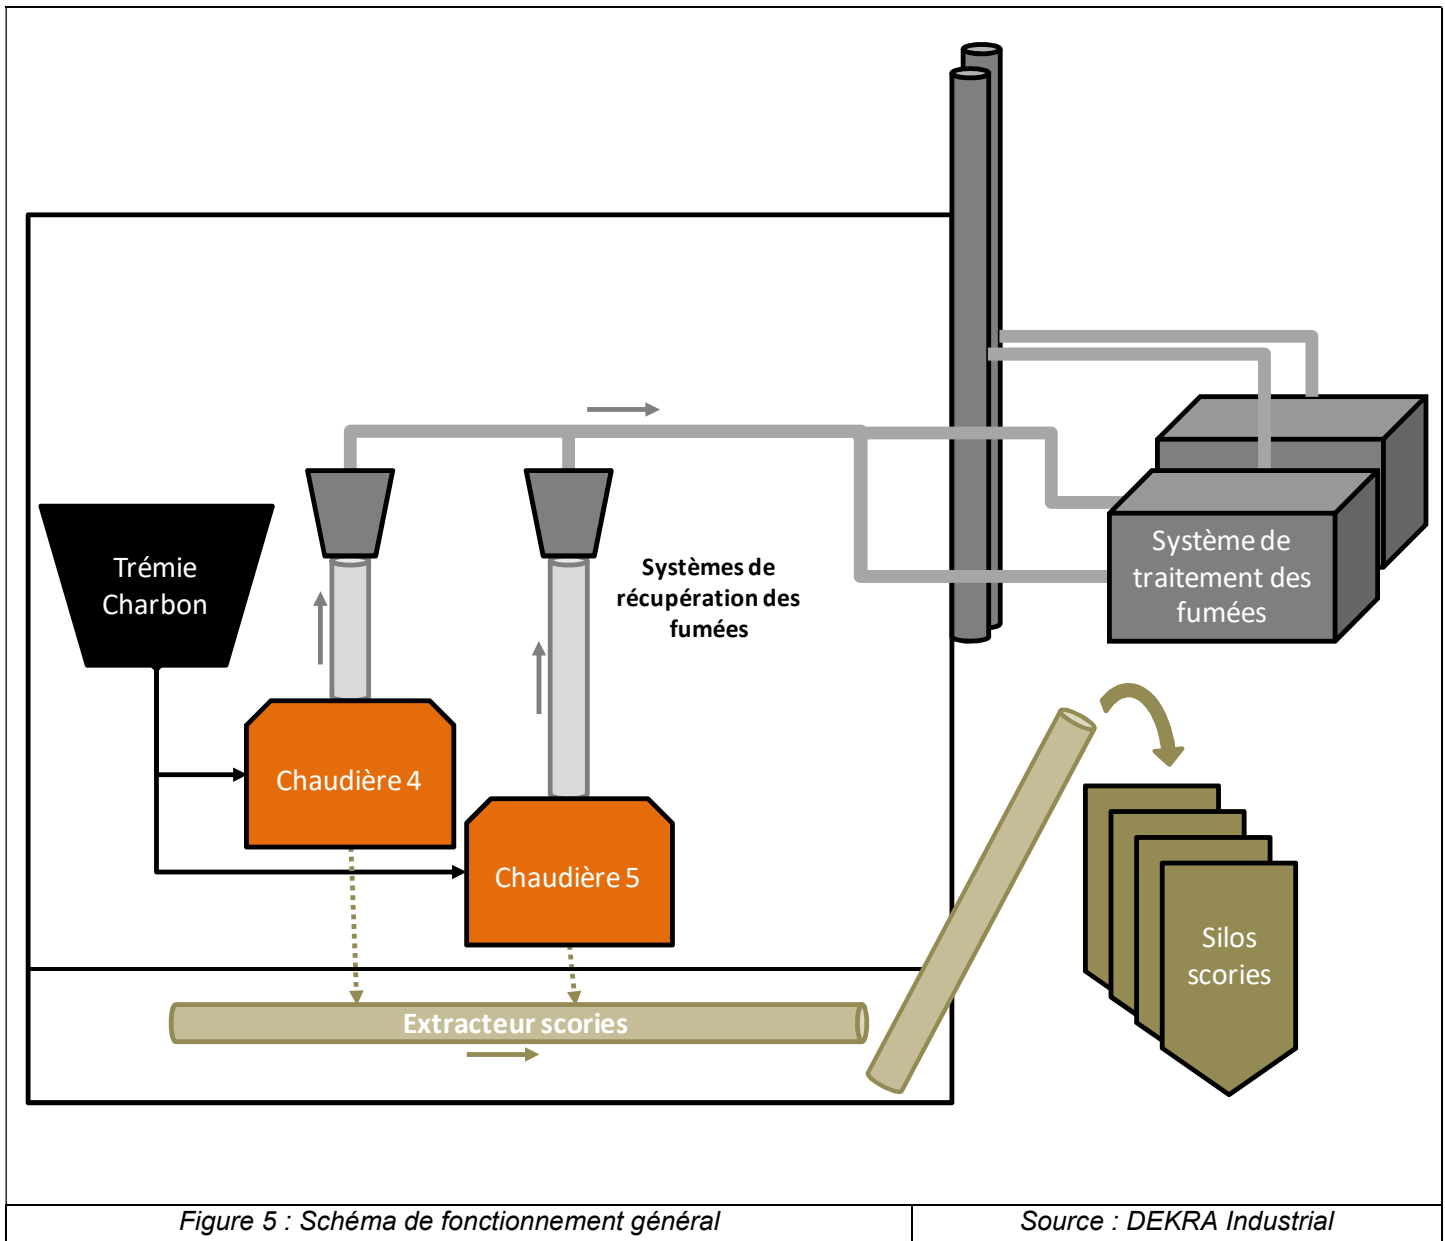 Trémie
Charbon
Systèmes de
récupération des
fumées
Système de
traitement des
fumées
Chaudière 4
Chaudière 5
Silos
scories
Extracteur scories
Figure 5 : Schéma de fonctionnement général
Source : DEKRA Industrial